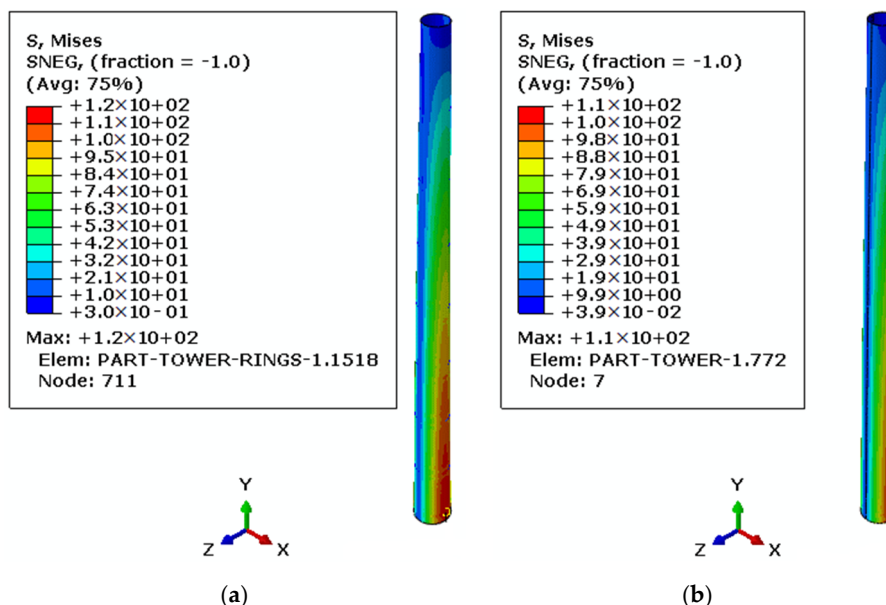 S, Mises
SNEG, (fraction = -1.0)
(Avg: 75%)
+1.2×10+02
+1.1×10+02
+1.0×10+02
+9.5×10+01
+8.4×10+01
+7.4×10+01
+6.3×10+01
+5.3×10+01
+4.2×10+01
+3.2×10+01
+2.1×10+01
+1.0×10+01
+3.0×10-01
Max: +1.2×10+02
Elem: PART-TOWER-RINGS-1.1518
Node: 711
Y
Z
X
(a)
S, Mises
SNEG, (fraction = -1.0)
(Avg: 75%)
+1.1×10+02
+1.0×10+02
+9.8×10+01
+8.8×10+01
+7.9×10+01
+6.9×10+01
+5.9×10+01
+4.9×10+01
+3.9×10+01
+2.9×10+01
+1.9×10+01
+9.9×10+00
+3.9×10-02
Max: +1.1×10+02
Elem: PART-TOWER-1.772
Node: 7
Y
Z
X
(b)